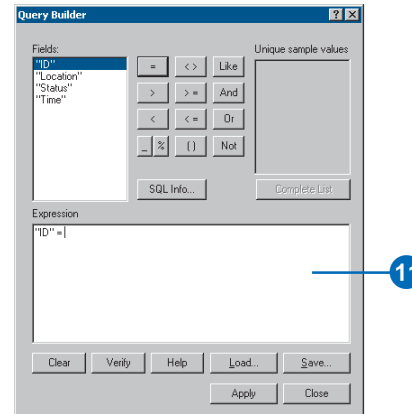 Query Builder ? ×
Fields: Unique sample values
"ID"
"Location"
"Status"
"Time"
= < > Like
> > = And
< < = Or
_ % ( ) Not
SQL Info... Complete List
Expression
"ID" =
11
Clear Verify Help Load... Save...
Apply Close